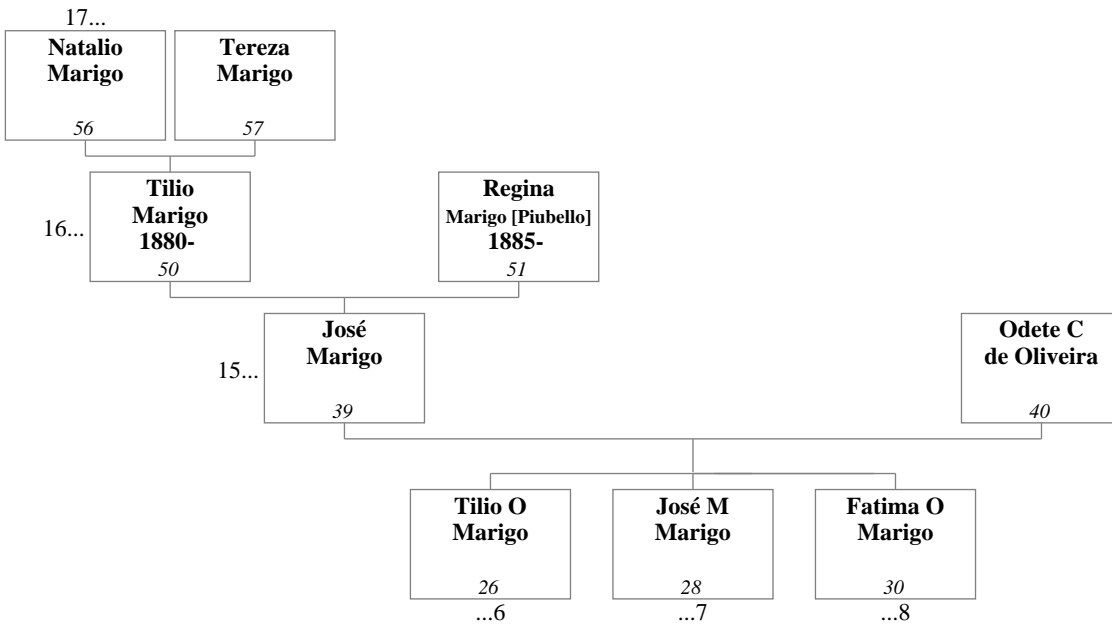 17...
Natalio
Marigo
56
Tereza
Marigo
57
16...
Tilio
Marigo
1880-
50
Regina
Marigo [Piubello]
1885-
51
15...
José
Marigo
39
Odete C
de Oliveira
40
Tilio O
Marigo
26
...6
José M
Marigo
28
...7
Fatima O
Marigo
30
...8